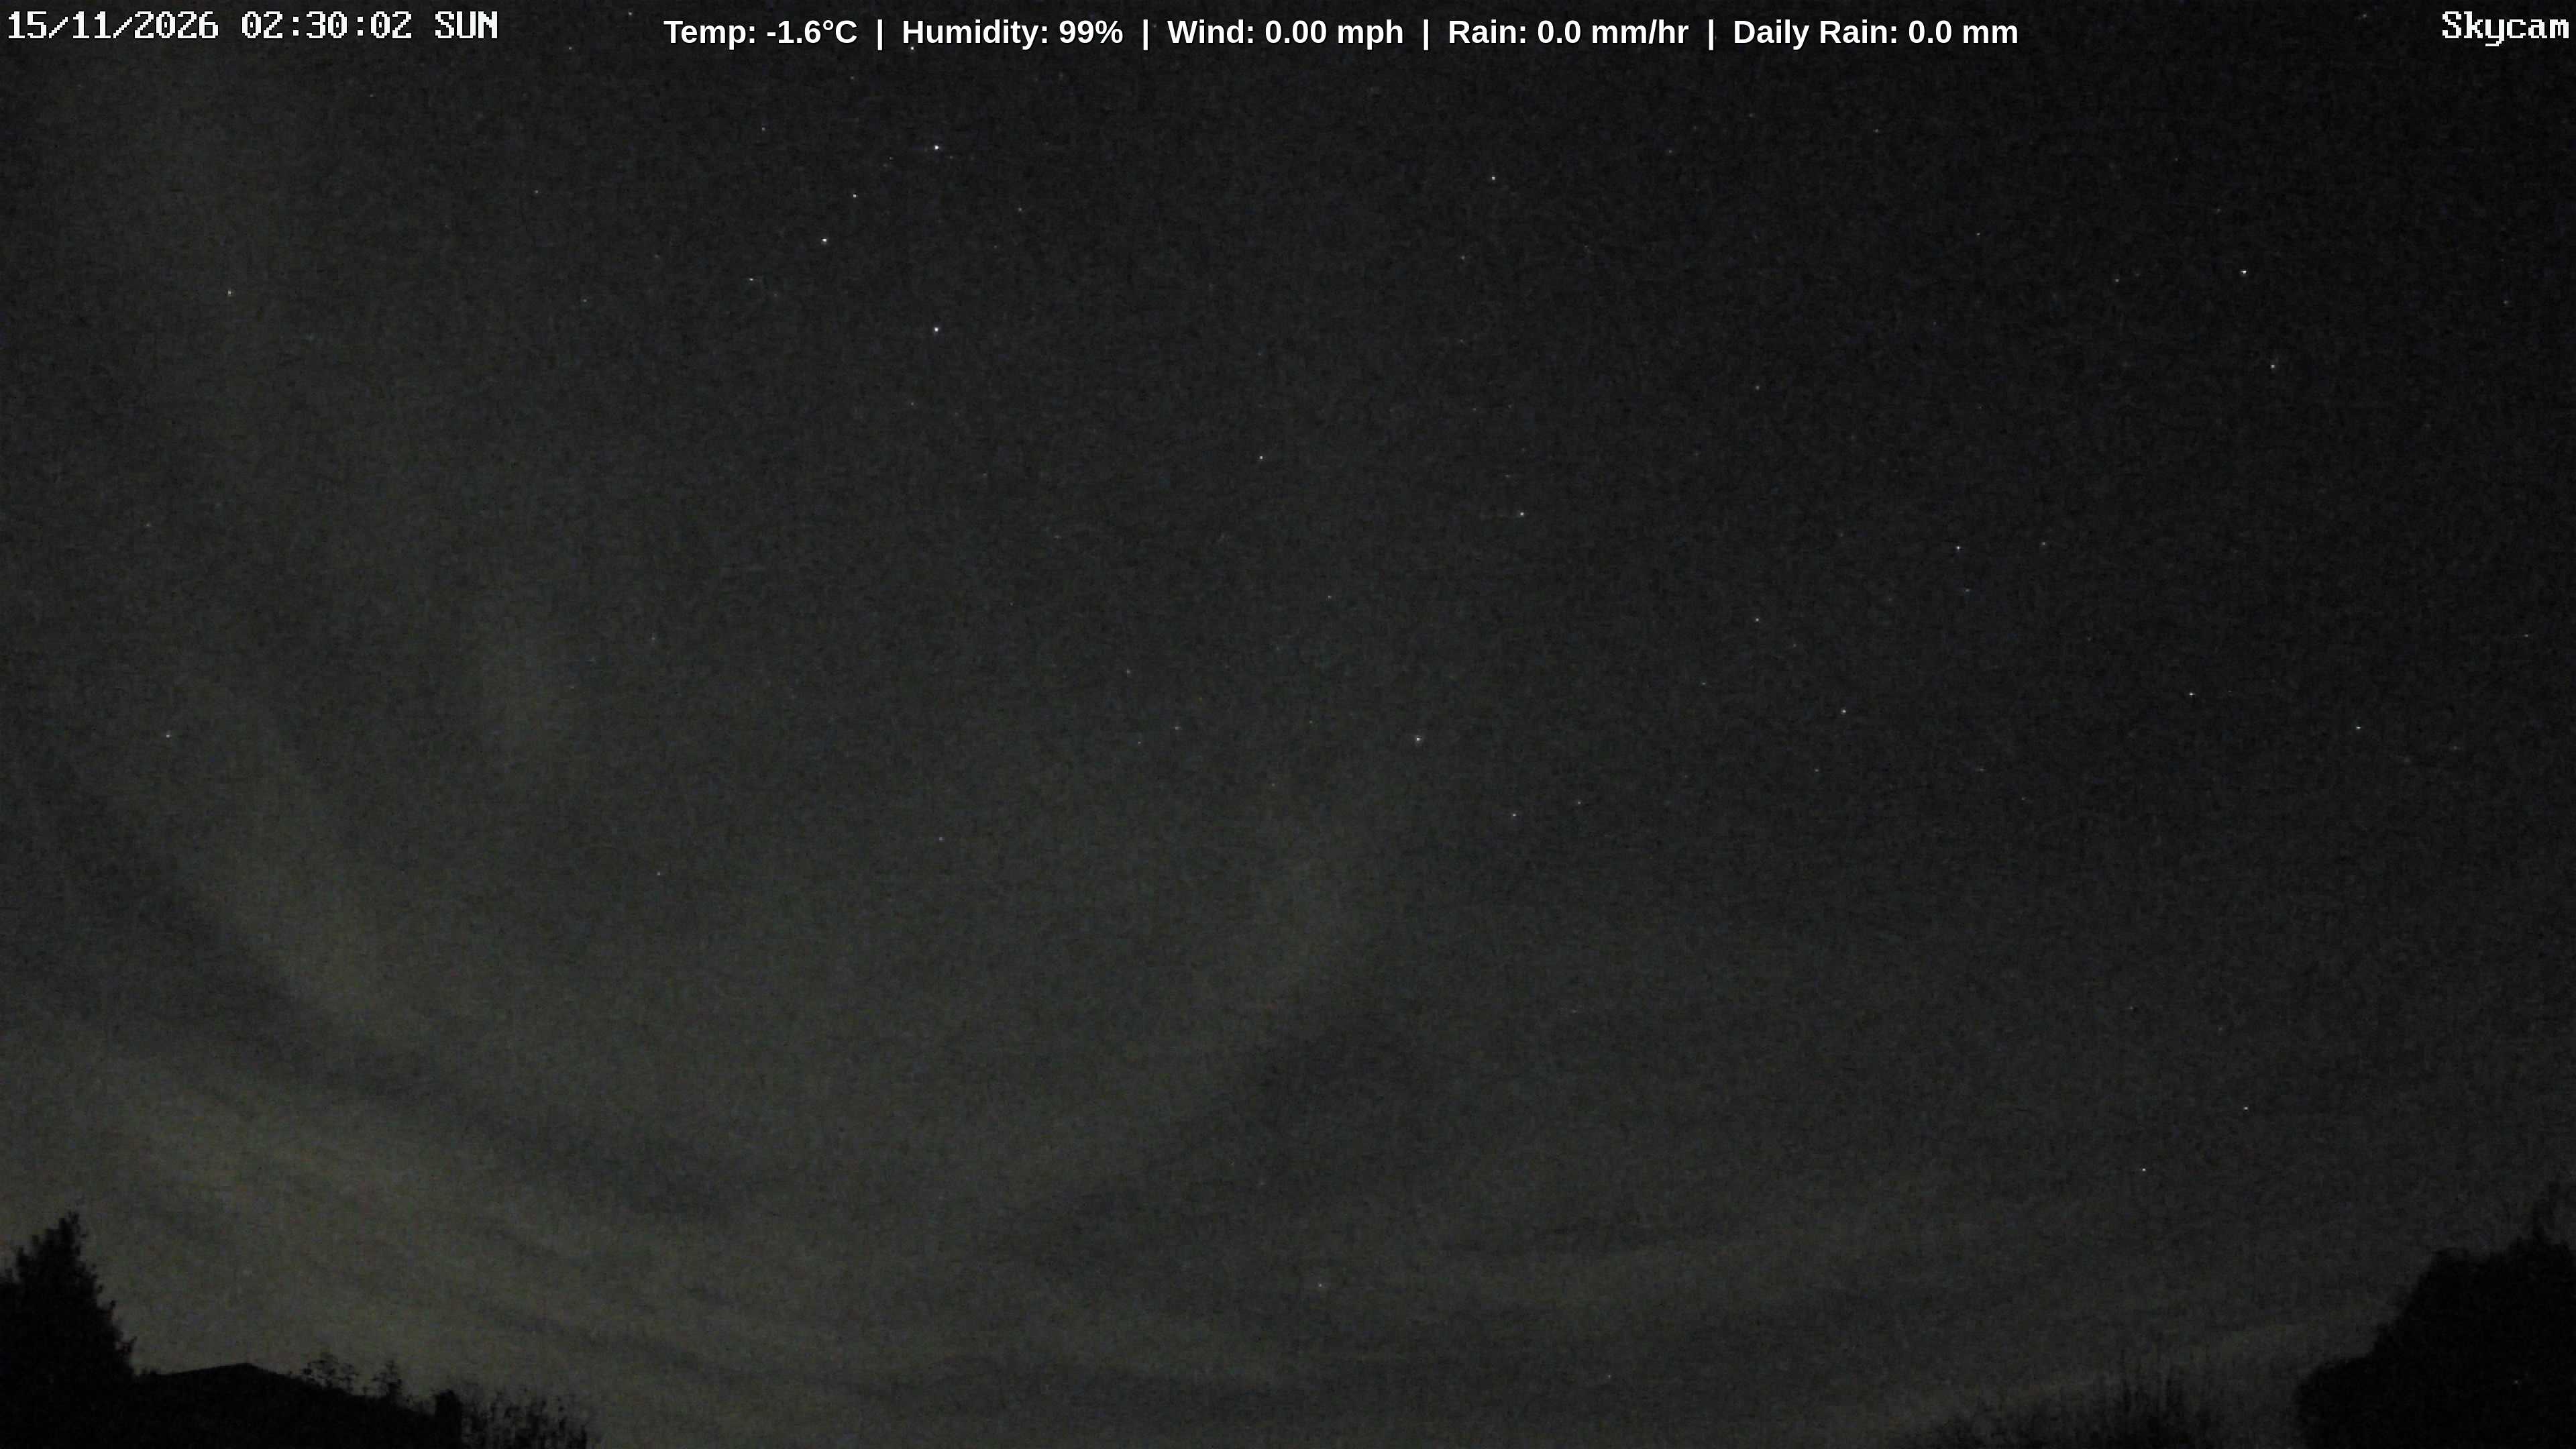 15/11/2026 02:30:02 SUN
Temp: -1.6°C | Humidity: 99% | Wind: 0.00 mph | Rain: 0.0 mm/hr | Daily Rain: 0.0 mm
Skycam